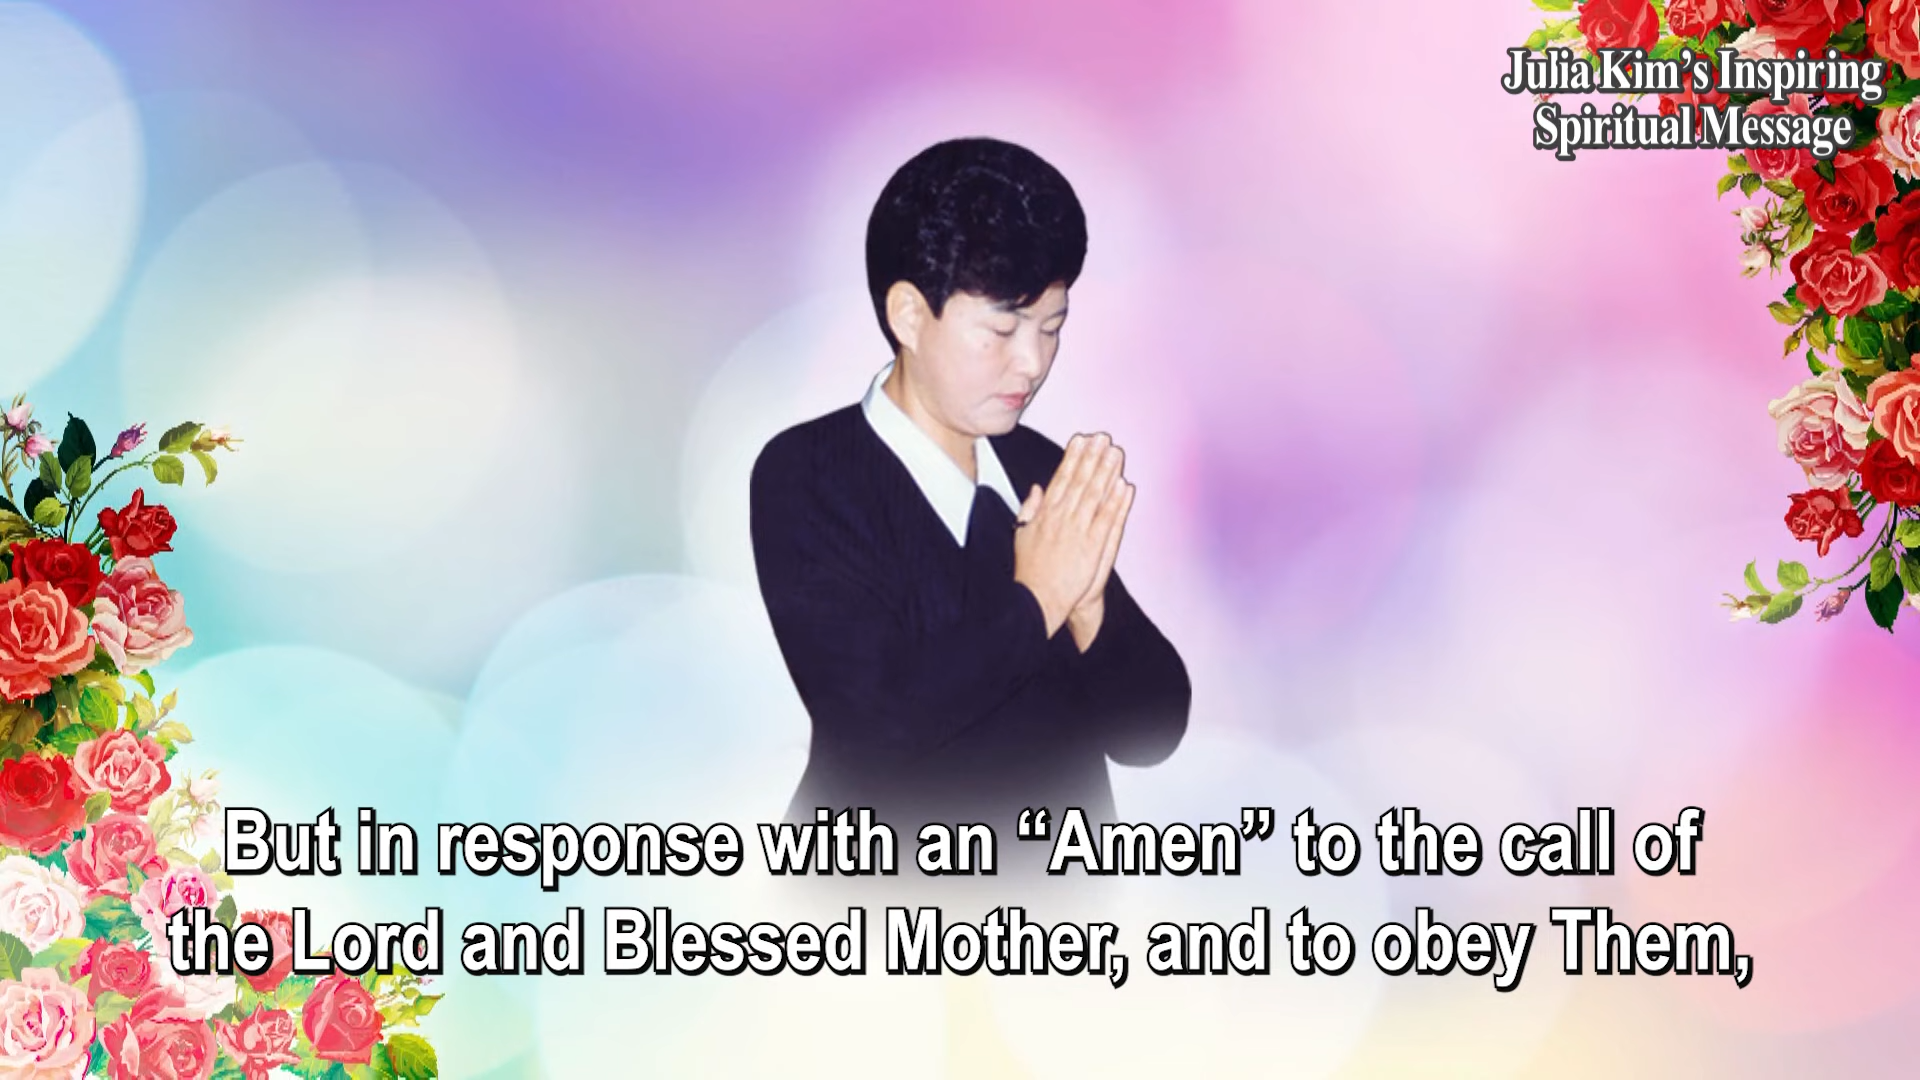 Julia Kim’s Inspiring
Spiritual Message
But in response with an “Amen” to the call of
the Lord and Blessed Mother, and to obey Them,